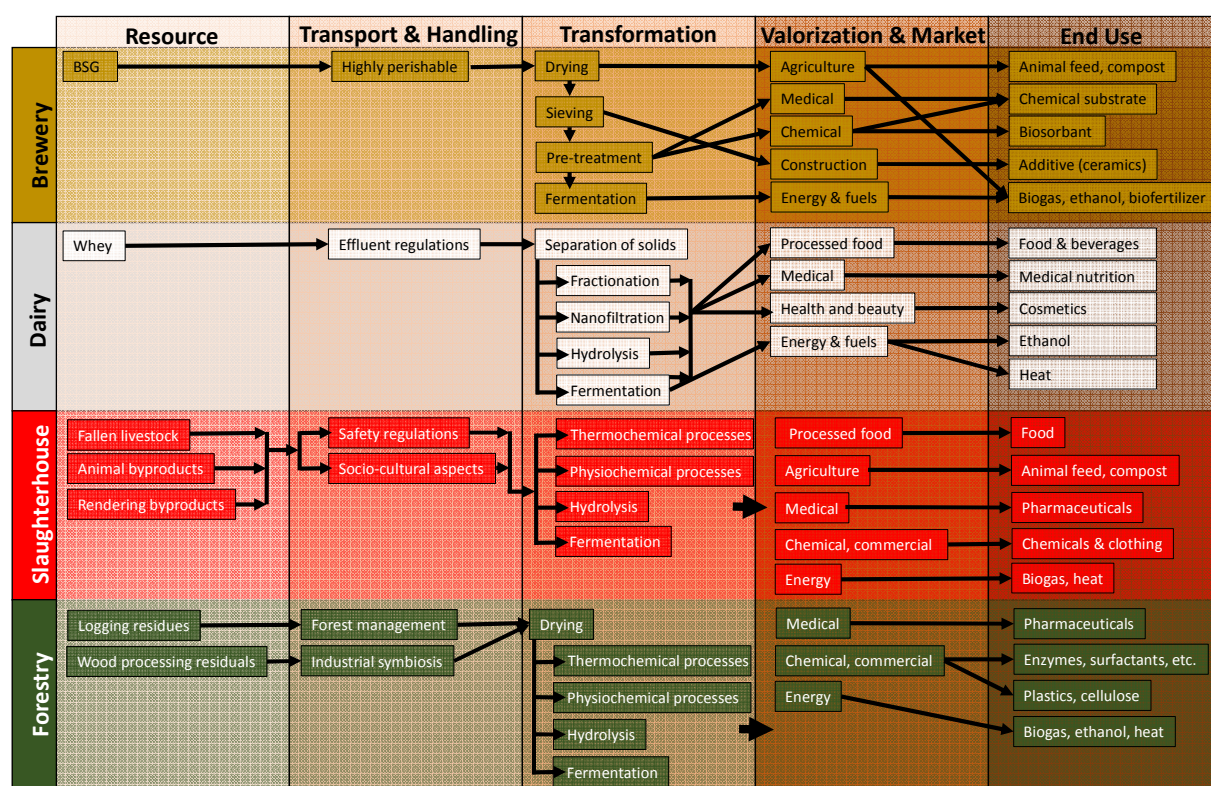 Resource
Transport & Handling
Transformation
Valorization & Market
End Use
Brewery
BSG
Highly perishable
Drying
Agriculture
Animal feed, compost
Sieving
Medical
Chemical substrate
Pre-treatment
Chemical
Biosorbant
Construction
Additive (ceramics)
Fermentation
Energy & fuels
Biogas, ethanol, biofertilizer
Dairy
Whey
Effluent regulations
Separation of solids
Processed food
Food & beverages
Fractionation
Medical
Medical nutrition
Nanofiltration
Health and beauty
Cosmetics
Hydrolysis
Energy & fuels
Ethanol
Fermentation
Heat
Slaughterhouse
Fallen livestock
Safety regulations
Thermochemical processes
Processed food
Food
Animal byproducts
Socio-cultural aspects
Physiochemical processes
Agriculture
Animal feed, compost
Rendering byproducts
Hydrolysis
Medical
Pharmaceuticals
Fermentation
Chemical, commercial
Chemicals & clothing
Energy
Biogas, heat
Forestry
Logging residues
Forest management
Drying
Medical
Pharmaceuticals
Wood processing residuals
Industrial symbiosis
Thermochemical processes
Chemical, commercial
Enzymes, surfactants, etc.
Physiochemical processes
Energy
Plastics, cellulose
Hydrolysis
Biogas, ethanol, heat
Fermentation